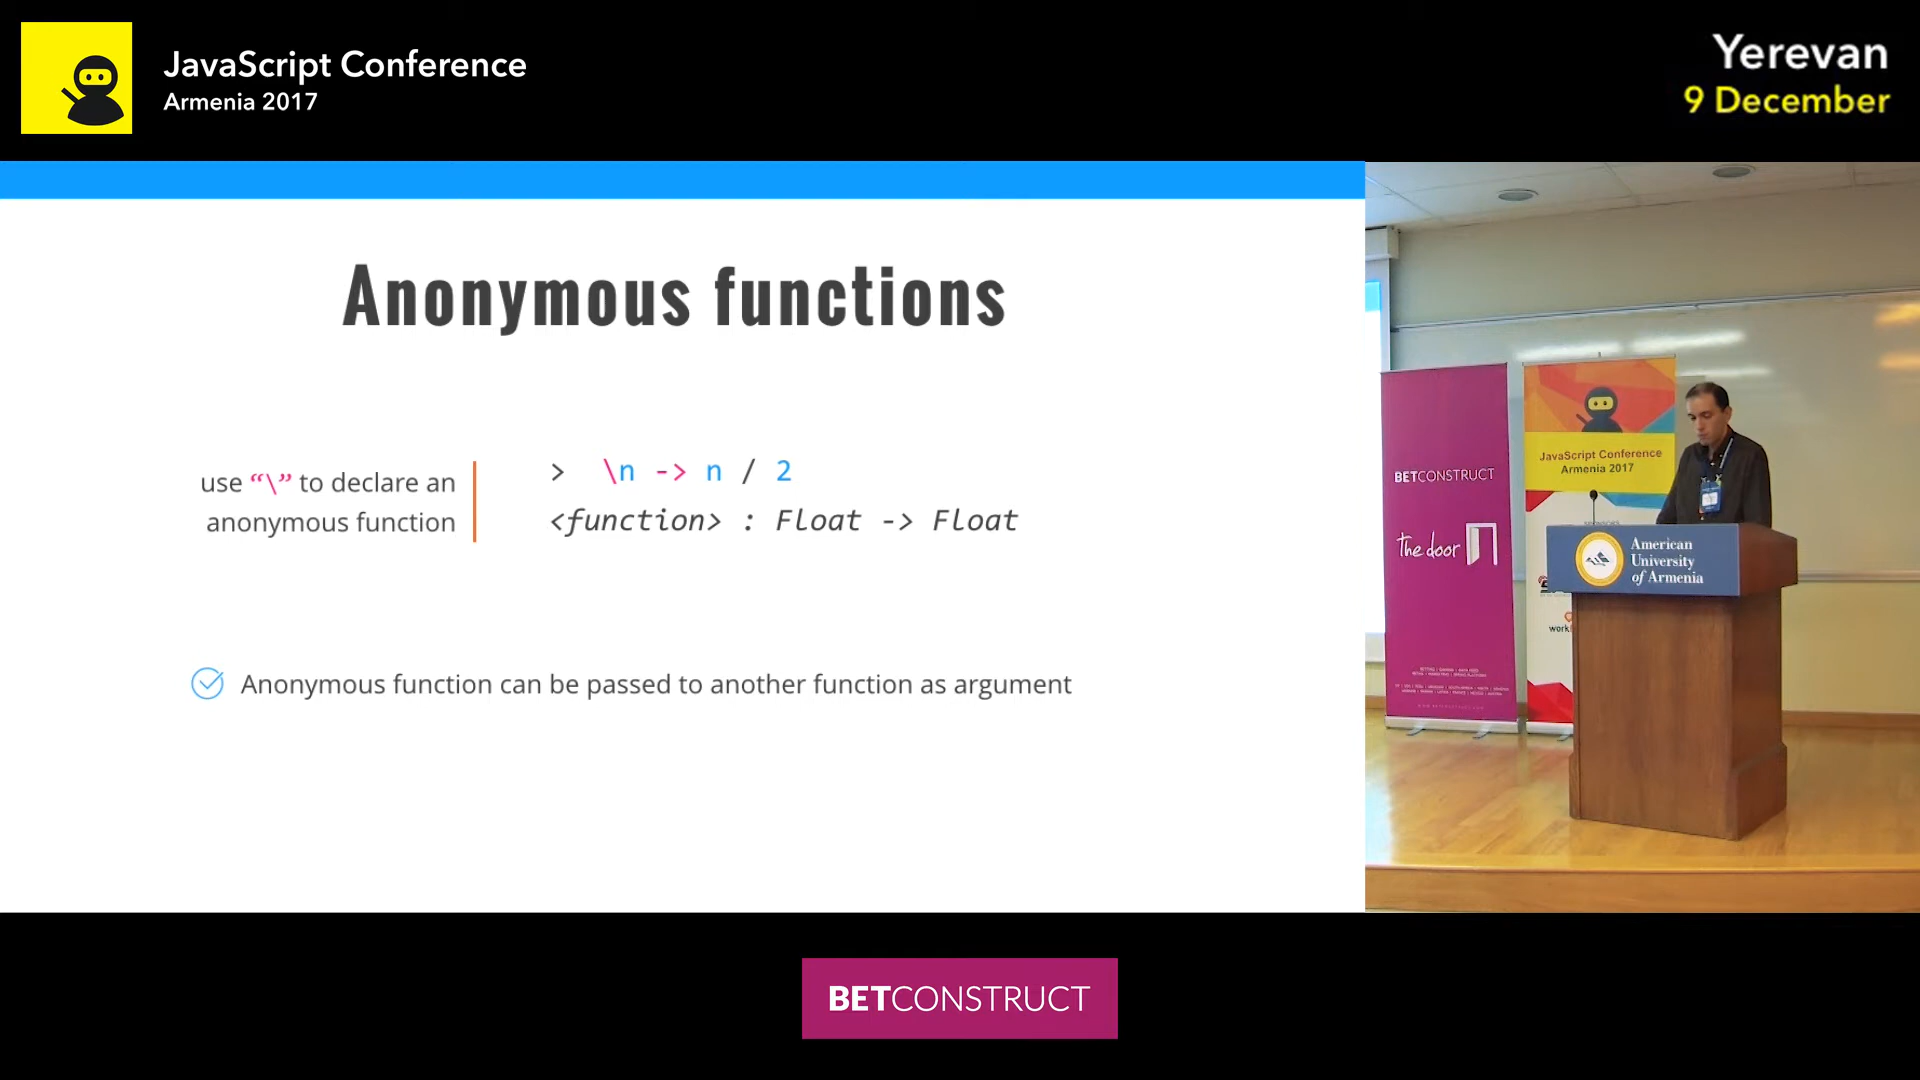 JavaScript Conference
Armenia 2017
Yerevan
9 December
Anonymous functions
use “\” to declare an
anonymous function
> \n -> n / 2
<function> : Float -> Float
Anonymous function can be passed to another function as argument
BETCONSTRUCT
The door
JavaScript Conference
Armenia 2017
American
University
of Armenia
BETCONSTRUCT